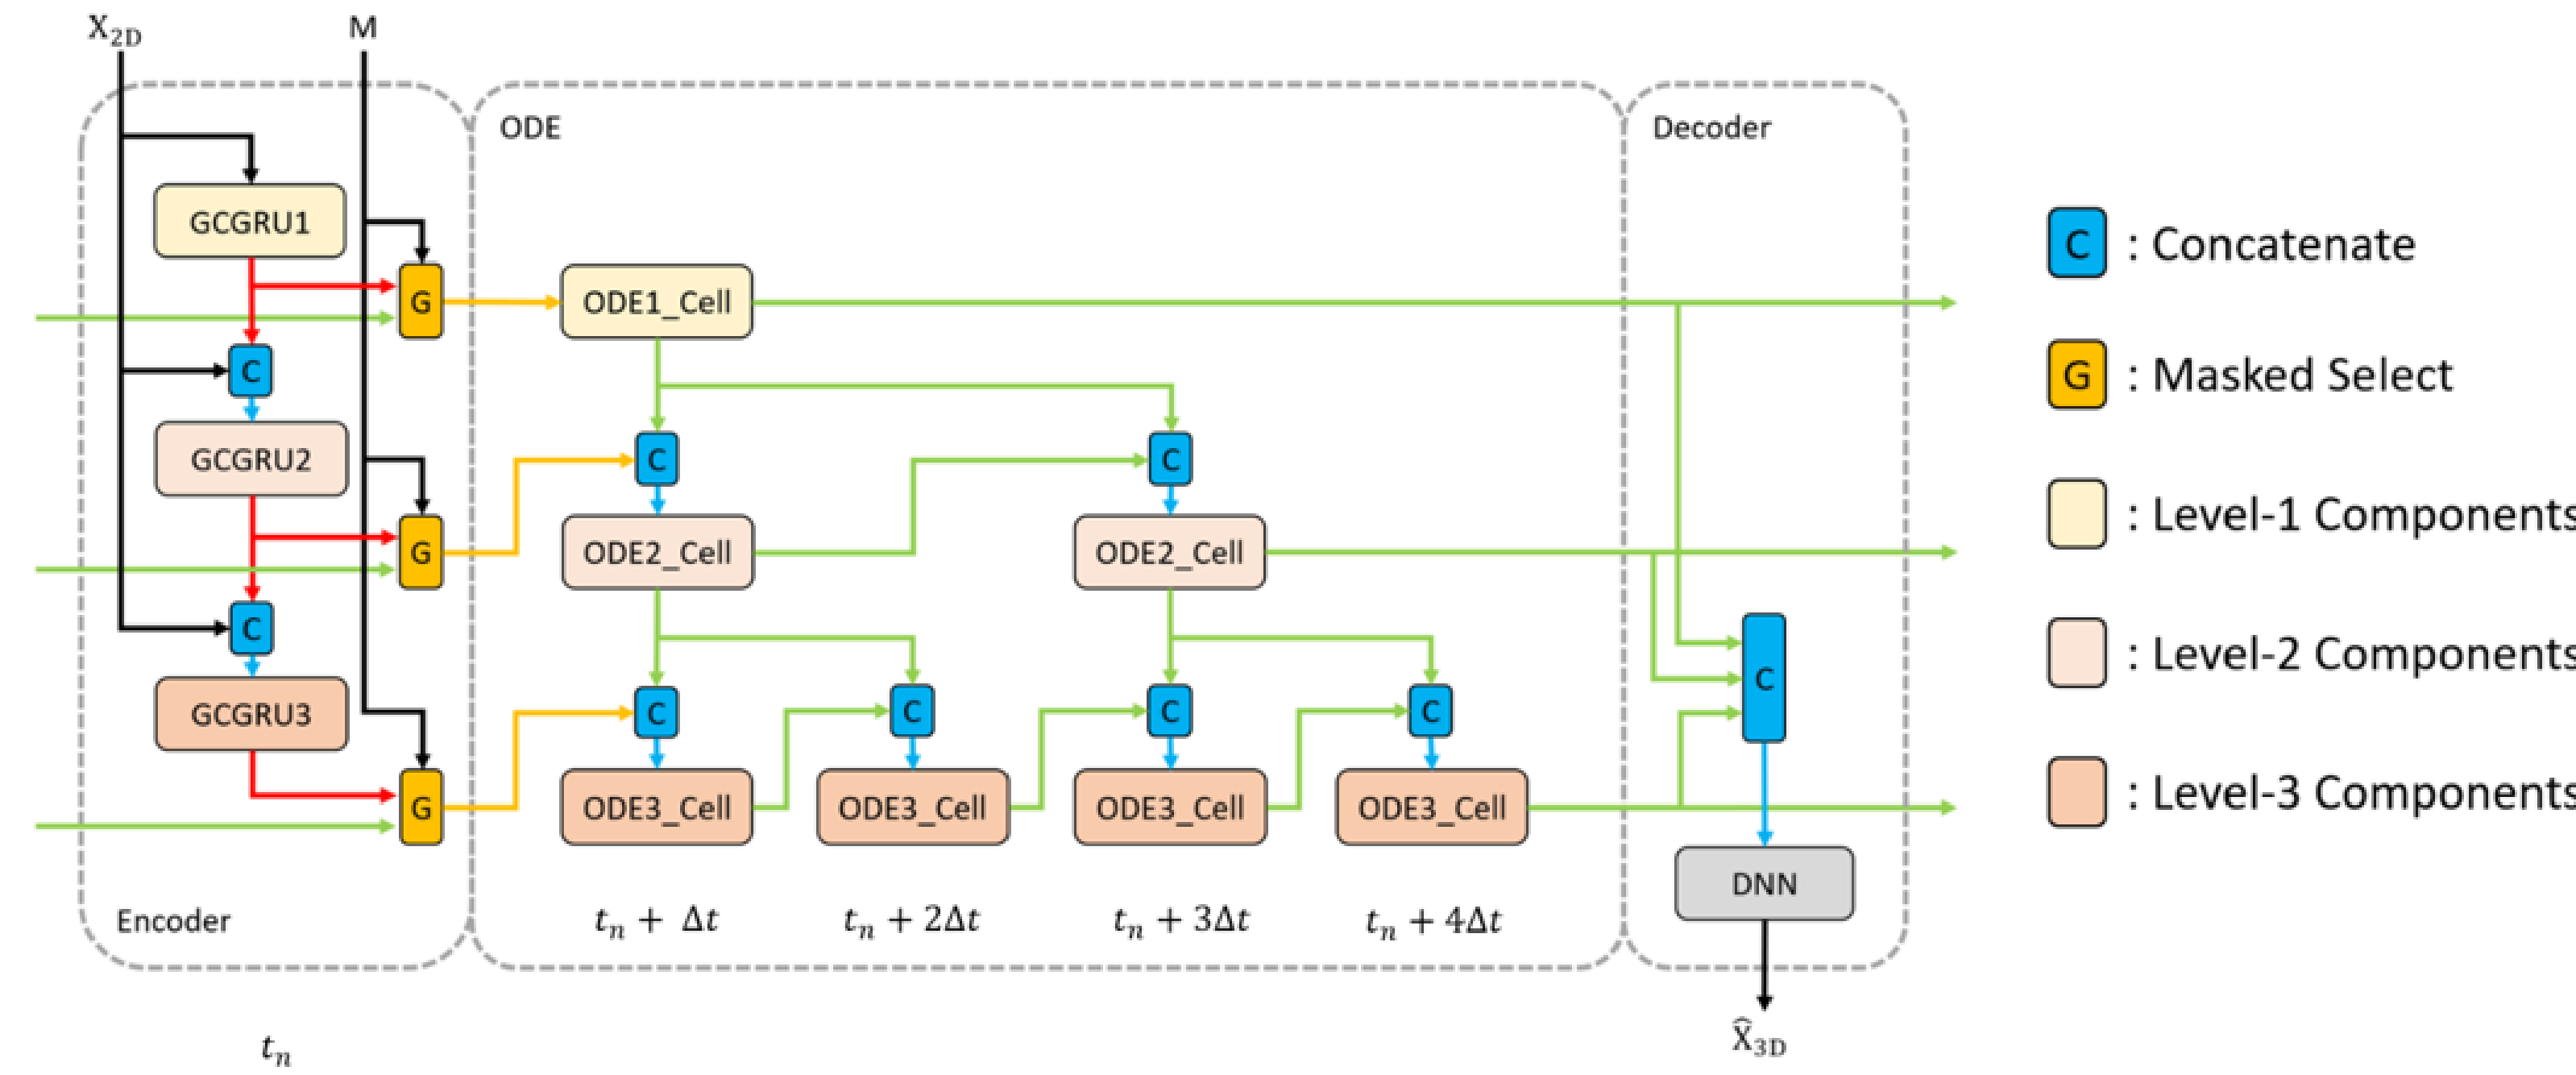 X₂D
M
ODE
Decoder
GCGRU1
G
ODE1_Cell
C
C
C
GCGRU2
G
ODE2_Cell
ODE2_Cell
C
C
C
C
C
C
GCGRU3
G
ODE3_Cell
ODE3_Cell
ODE3_Cell
ODE3_Cell
DNN
Encoder
tₙ + Δt
tₙ + 2Δt
tₙ + 3Δt
tₙ + 4Δt
tₙ
X̂₃D
C : Concatenate
G : Masked Select
: Level-1 Components
: Level-2 Components
: Level-3 Components